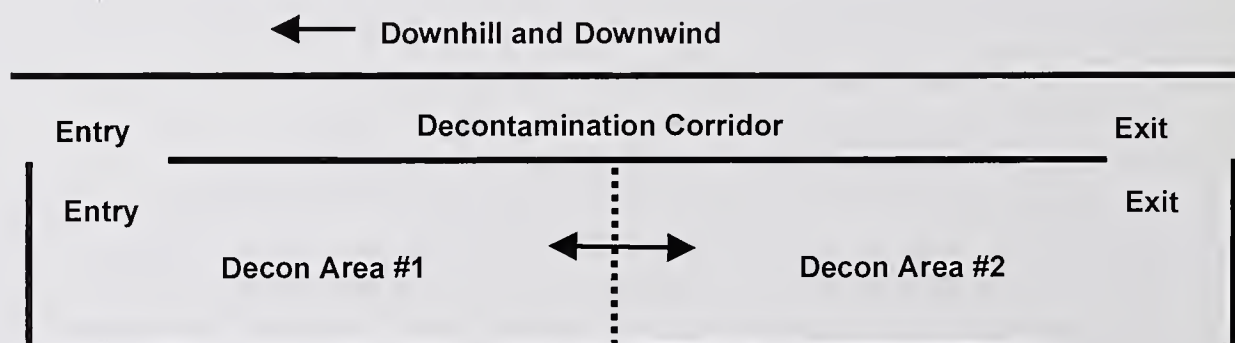 Downhill and Downwind
Entry Decontamination Corridor Exit
Entry Exit
Decon Area #1 Decon Area #2